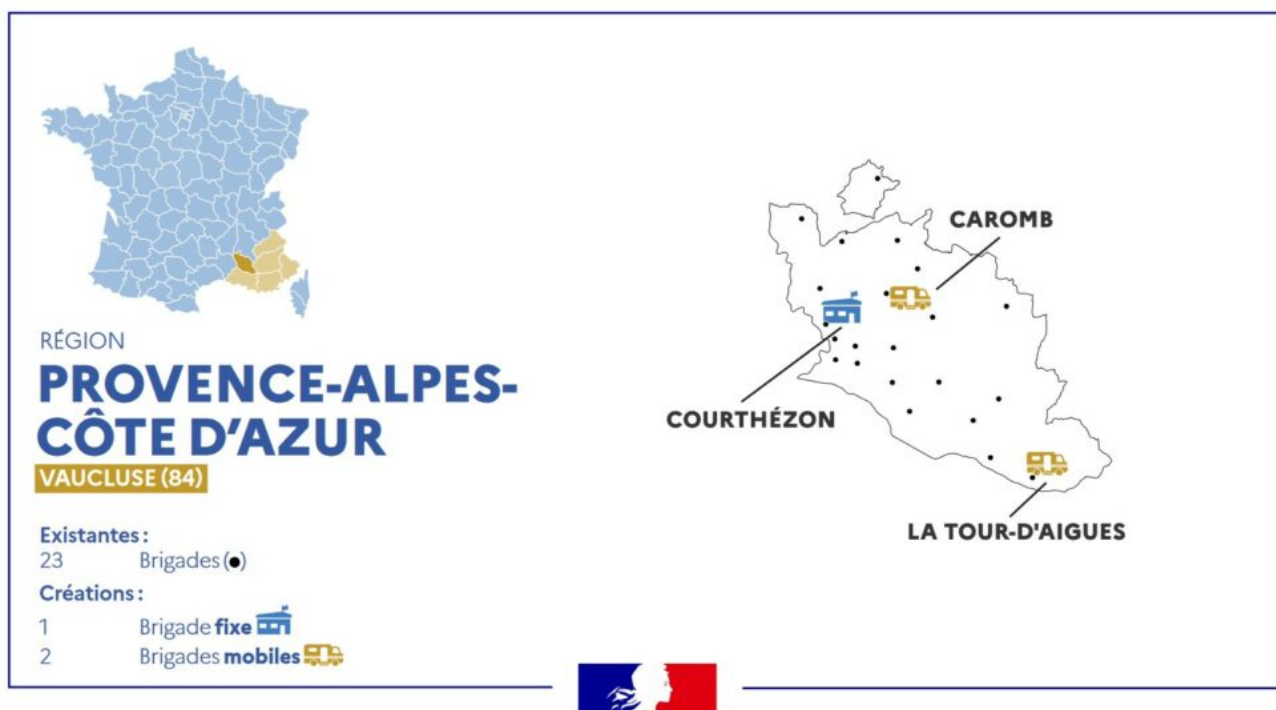 RÉGION
PROVENCE-ALPES-
CÔTE D'AZUR
VAUCLUSE (84)
Existantes :
23 Brigades (●)
Créations :
1 Brigade fixe
2 Brigades mobiles
CAROMB
COURTHÉZON
LA TOUR-D'AIGUES